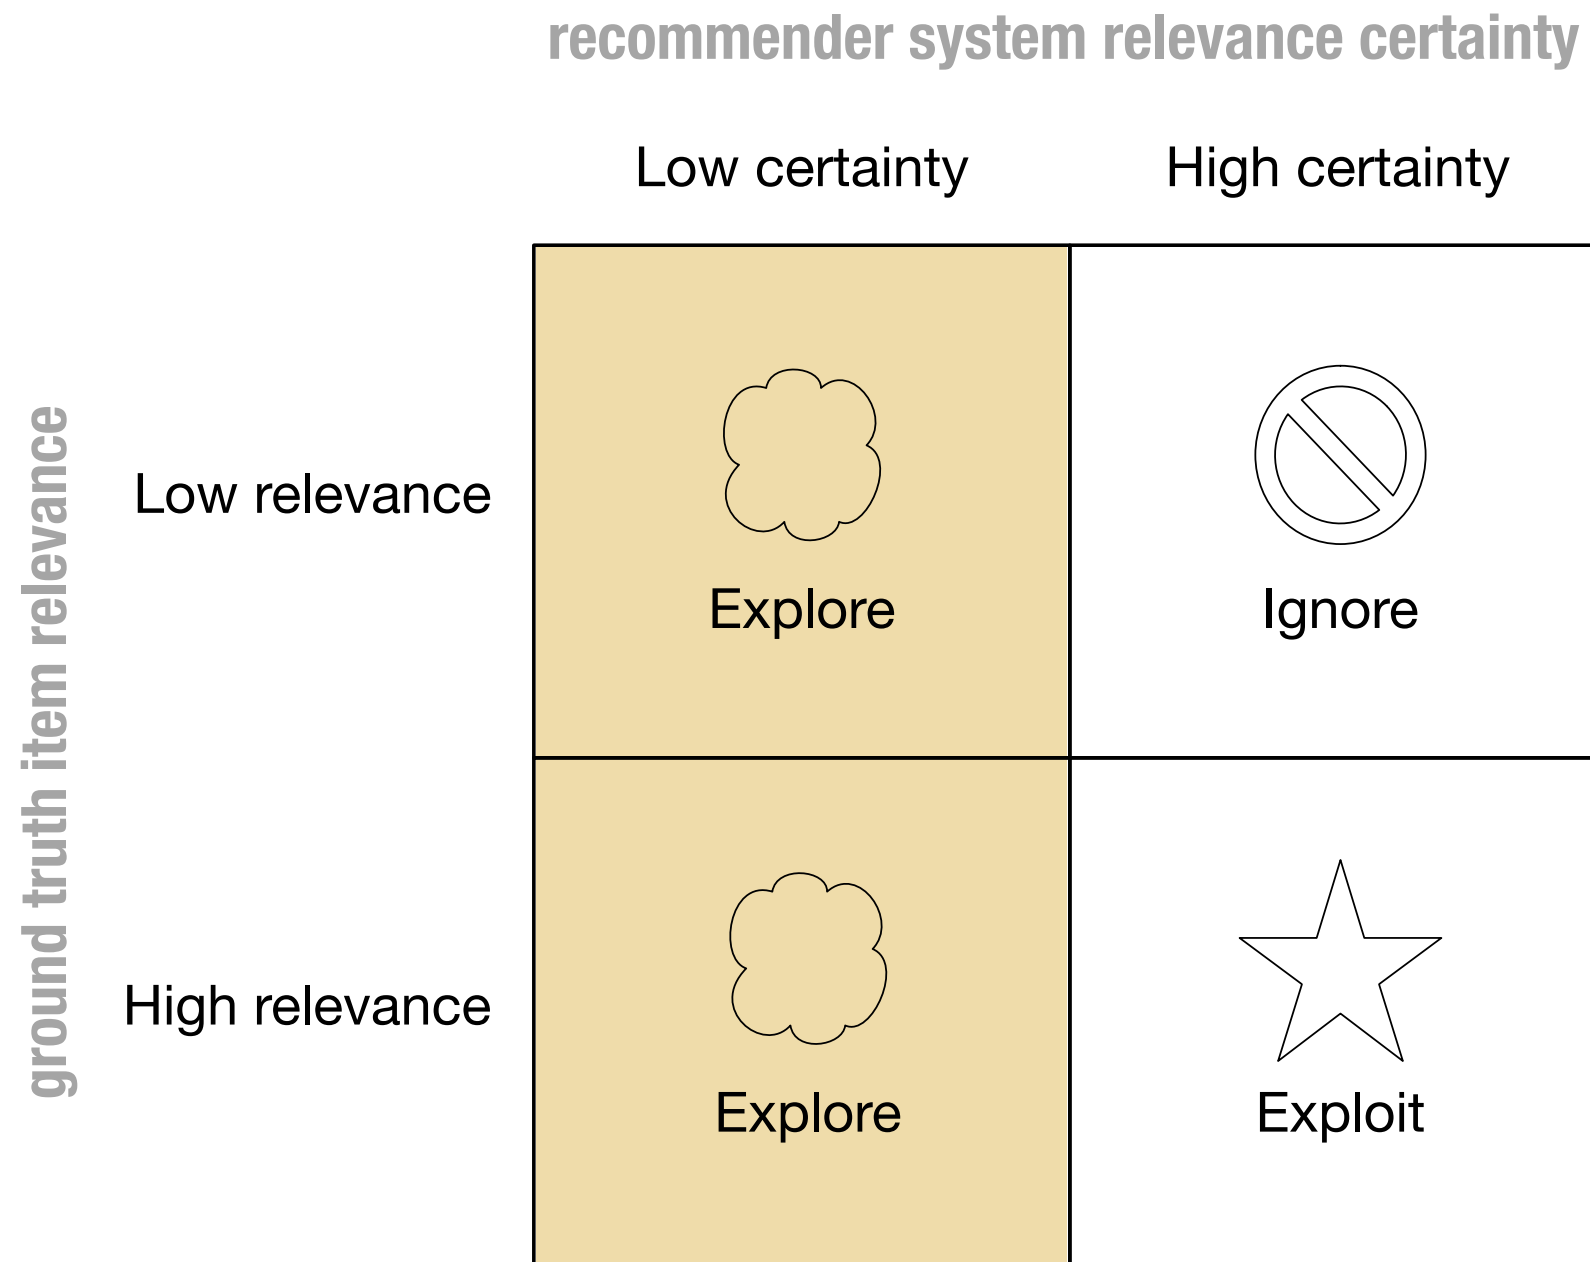 recommender system relevance certainty
Low certainty
High certainty
ground truth item relevance
Low relevance
Explore
Ignore
High relevance
Explore
Exploit